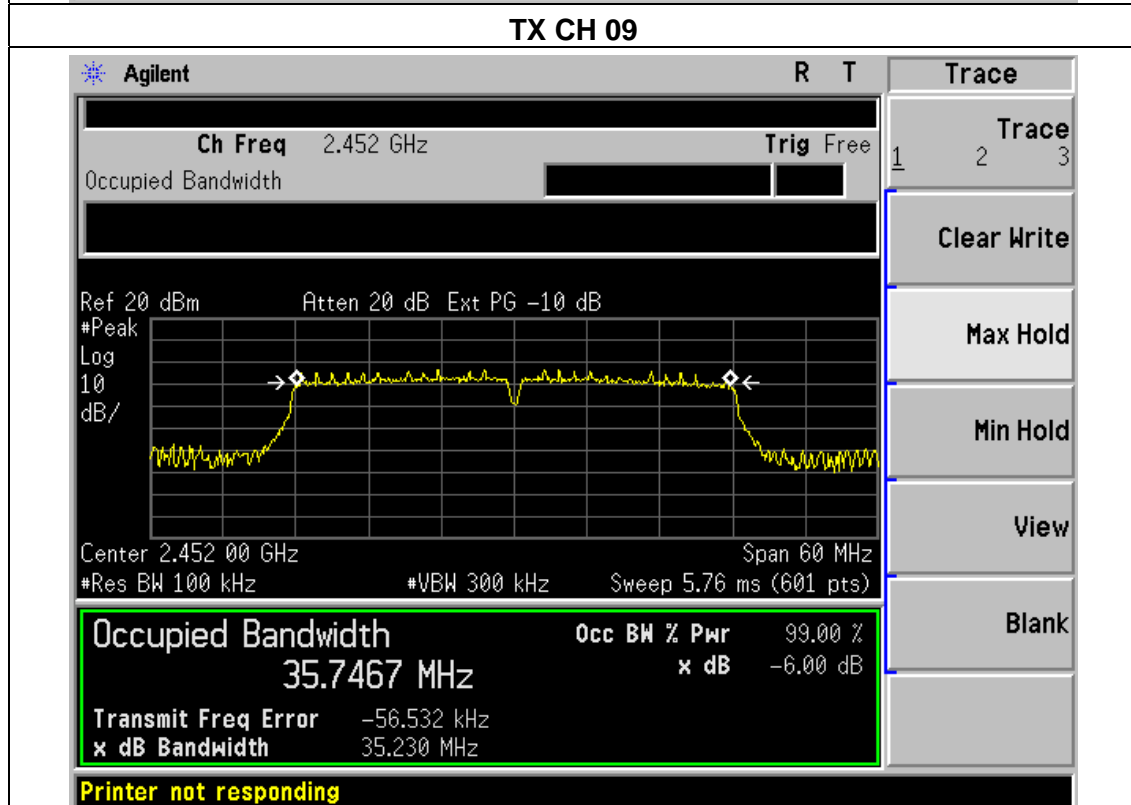 TX CH 09
Agilent R T Trace
Ch Freq 2.452 GHz Trig Free
Occupied Bandwidth
Trace
1 2 3
Clear Write
Max Hold
Min Hold
View
Blank
Ref 20 dBm Atten 20 dB Ext PG -10 dB
#Peak
Log
10
dB/
Center 2.452 00 GHz Span 60 MHz
#Res BW 100 kHz #VBW 300 kHz Sweep 5.76 ms (601 pts)
Occupied Bandwidth Occ BW % Pwr 99.00 %
35.7467 MHz x dB -6.00 dB
Transmit Freq Error -56.532 kHz
x dB Bandwidth 35.230 MHz
Printer not responding